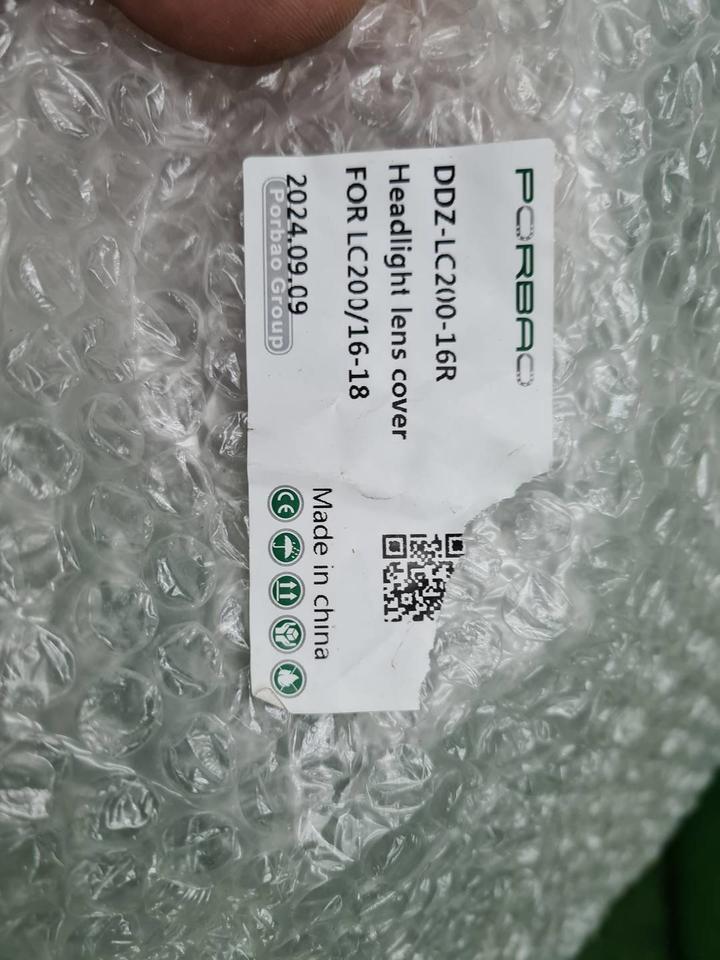 PORBAO
DDZ-LC200-16R
Headlight lens cover
FOR LC200/16-18
2024.09.09
Porbao Group
Made in china
CE